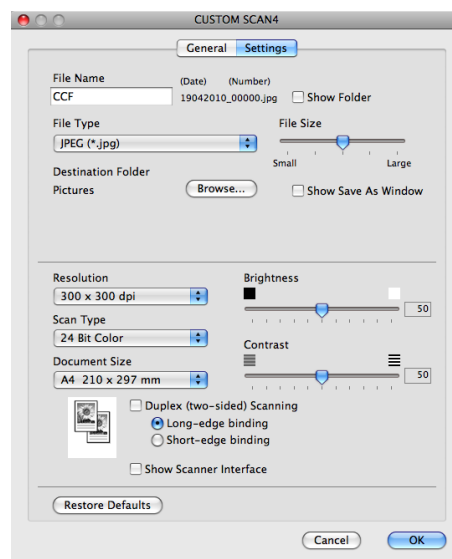 CUSTOM SCAN4
General Settings
File Name
(Date) (Number)
CCF
19042010_00000.jpg
Show Folder
File Type
File Size
JPEG (*.jpg)
Small Large
Destination Folder
Pictures
Browse...
Show Save As Window
Resolution
Brightness
300 x 300 dpi
50
Scan Type
24 Bit Color
Contrast
Document Size
A4 210 x 297 mm
50
Duplex (two-sided) Scanning
Long-edge binding
Short-edge binding
Show Scanner Interface
Restore Defaults
Cancel OK